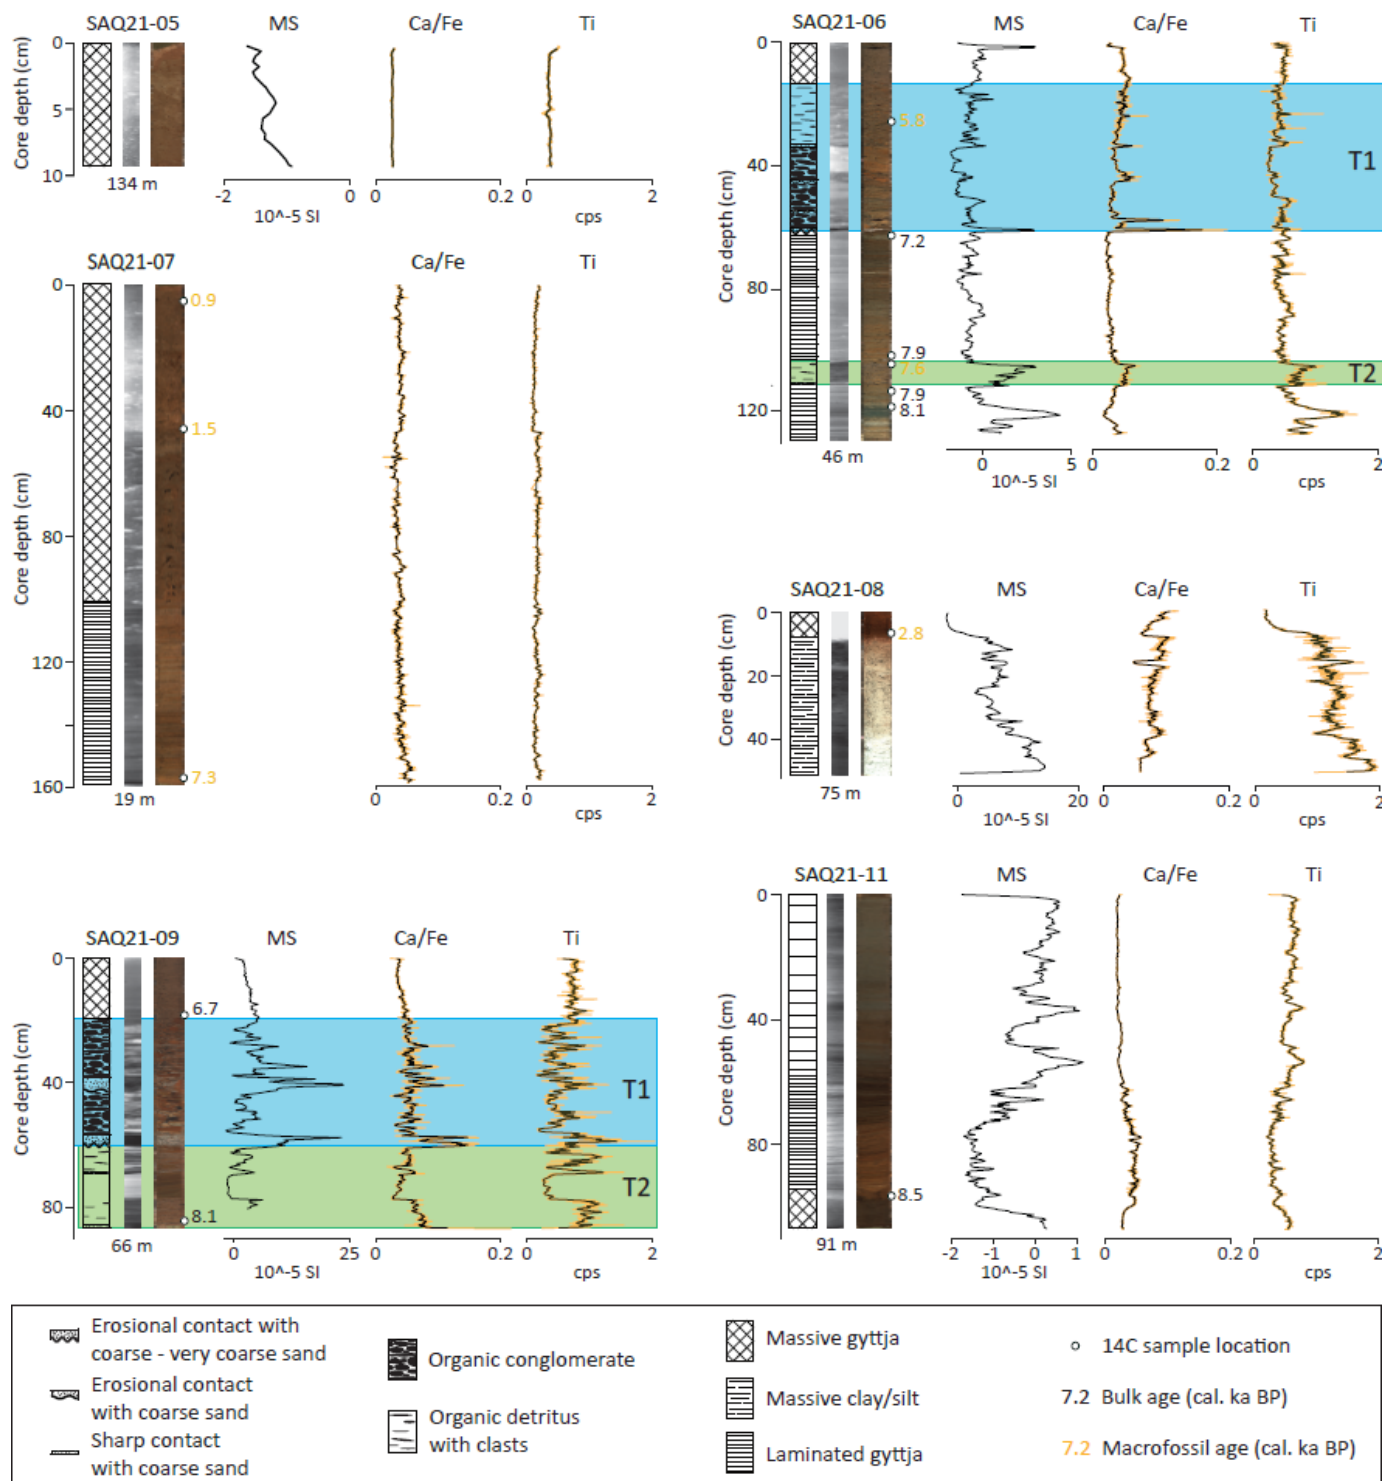 SAQ21-05 MS Ca/Fe Ti
Core depth (cm)
0
5
10
134 m
-2 0
10^-5 SI
0 0.2
0 2
cps
SAQ21-06 MS Ca/Fe Ti
Core depth (cm)
0
40
80
120
5.8
7.2
7.9
7.6
7.9
8.1
T1
T2
46 m
0 5
10^-5 SI
0 0.2
0 2
cps
SAQ21-07 Ca/Fe Ti
Core depth (cm)
0
40
80
120
160
0.9
1.5
7.3
19 m
0 0.2
0 2
cps
SAQ21-08 MS Ca/Fe Ti
Core depth (cm)
0
20
40
2.8
75 m
0 20
10^-5 SI
0 0.2
0 2
cps
SAQ21-09 MS Ca/Fe Ti
Core depth (cm)
0
40
80
6.7
8.1
T1
T2
66 m
0 25
10^-5 SI
0 0.2
0 2
cps
SAQ21-11 MS Ca/Fe Ti
Core depth (cm)
0
40
80
8.5
91 m
-2 -1 0 1
10^-5 SI
0 0.2
0 2
cps
Erosional contact with
coarse - very coarse sand
Erosional contact
with coarse sand
Sharp contact
with coarse sand
Organic conglomerate
Organic detritus
with clasts
Massive gyttja
Massive clay/silt
Laminated gyttja
14C sample location
7.2 Bulk age (cal. ka BP)
7.2 Macrofossil age (cal. ka BP)